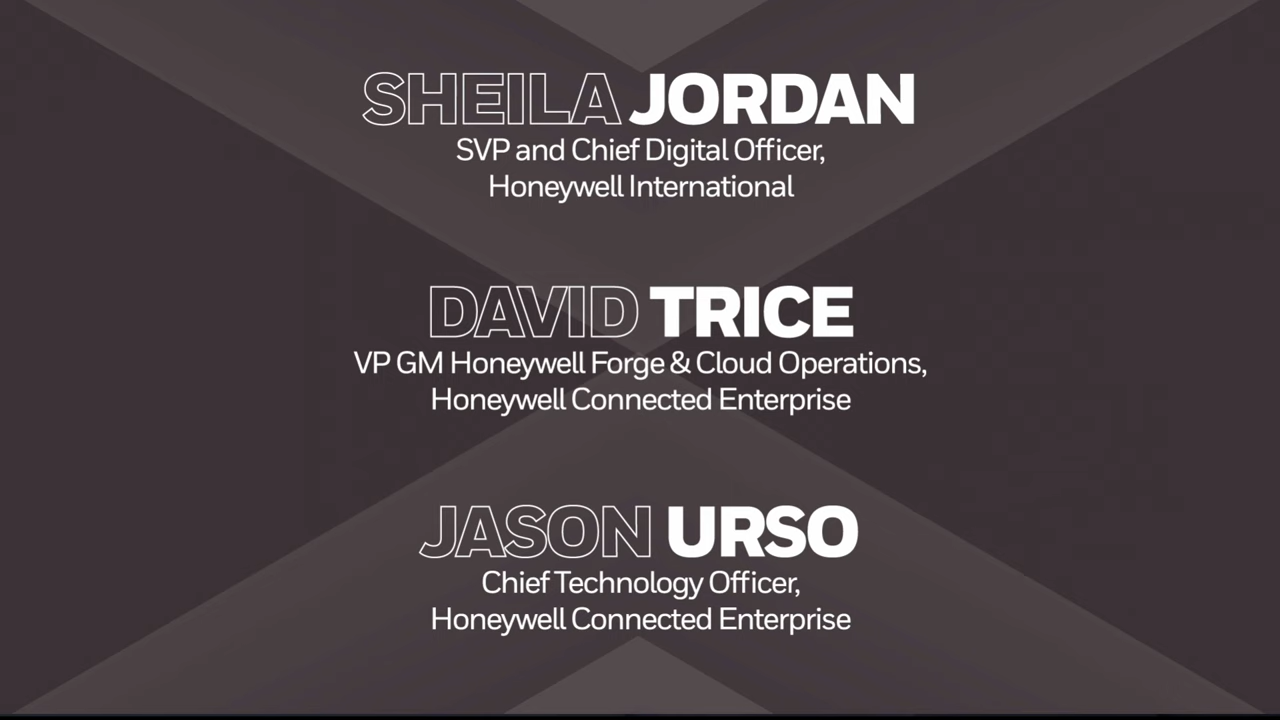 SHEILA JORDAN
SVP and Chief Digital Officer,
Honeywell International
DAVID TRICE
VP GM Honeywell Forge & Cloud Operations,
Honeywell Connected Enterprise
JASON URSO
Chief Technology Officer,
Honeywell Connected Enterprise